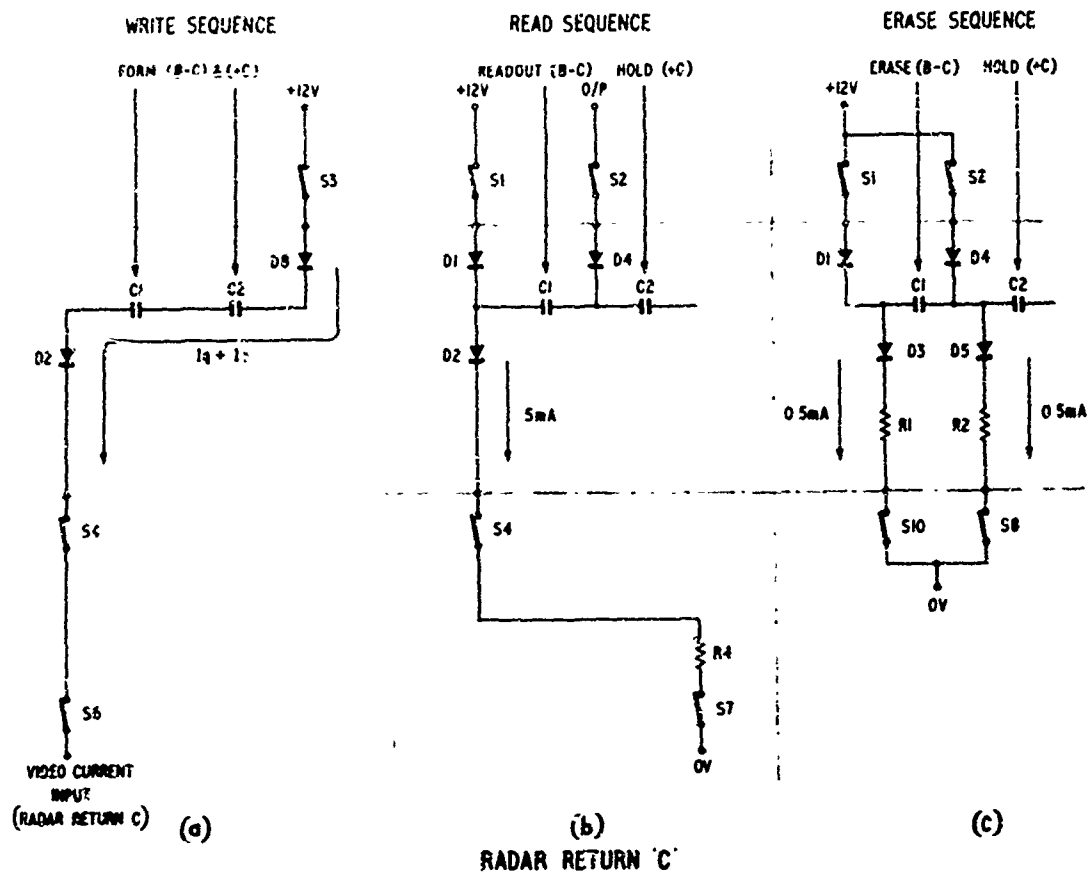 WRITE SEQUENCE
FORM (B-C) & (+C)
+12V
S3
D8
C1
C2
D2
S6
VIDEO CURRENT
INPUT
(RADAR RETURN C)
(a)
READ SEQUENCE
READOUT (B-C) HOLD (+C)
+12V
O/P
S1
S2
D1
D4
C1
C2
D2
5mA
S4
R4
S7
0V
(b)
ERASE SEQUENCE
ERASE (B-C) HOLD (+C)
+12V
S1
S2
D1
D4
C1
C2
D3
D5
0 5mA
R1
R2
0 5mA
S10
S8
0V
(c)
RADAR RETURN 'C'